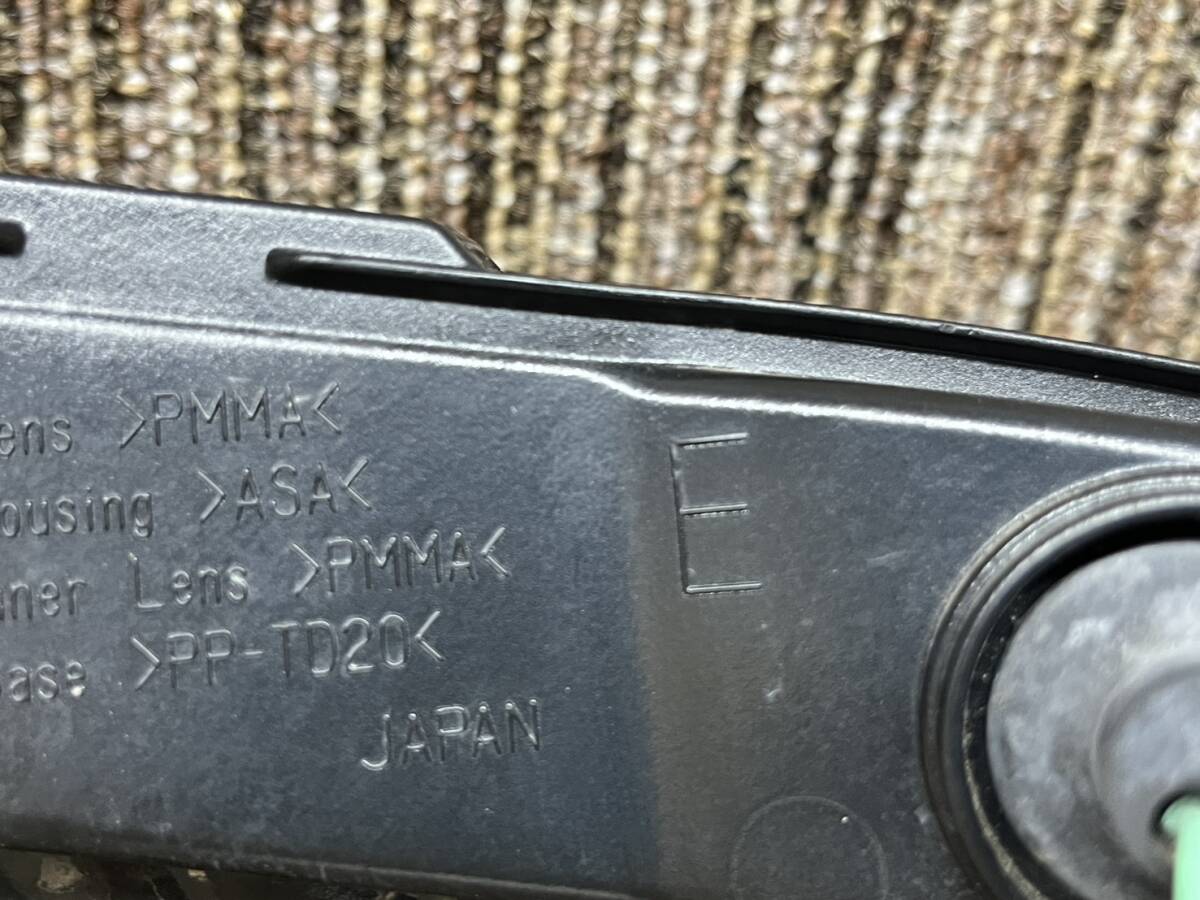 ens >PMMA<
ousing >ASA<
nner Lens >PMMA<
ase >PP-TD20<
JAPAN
E